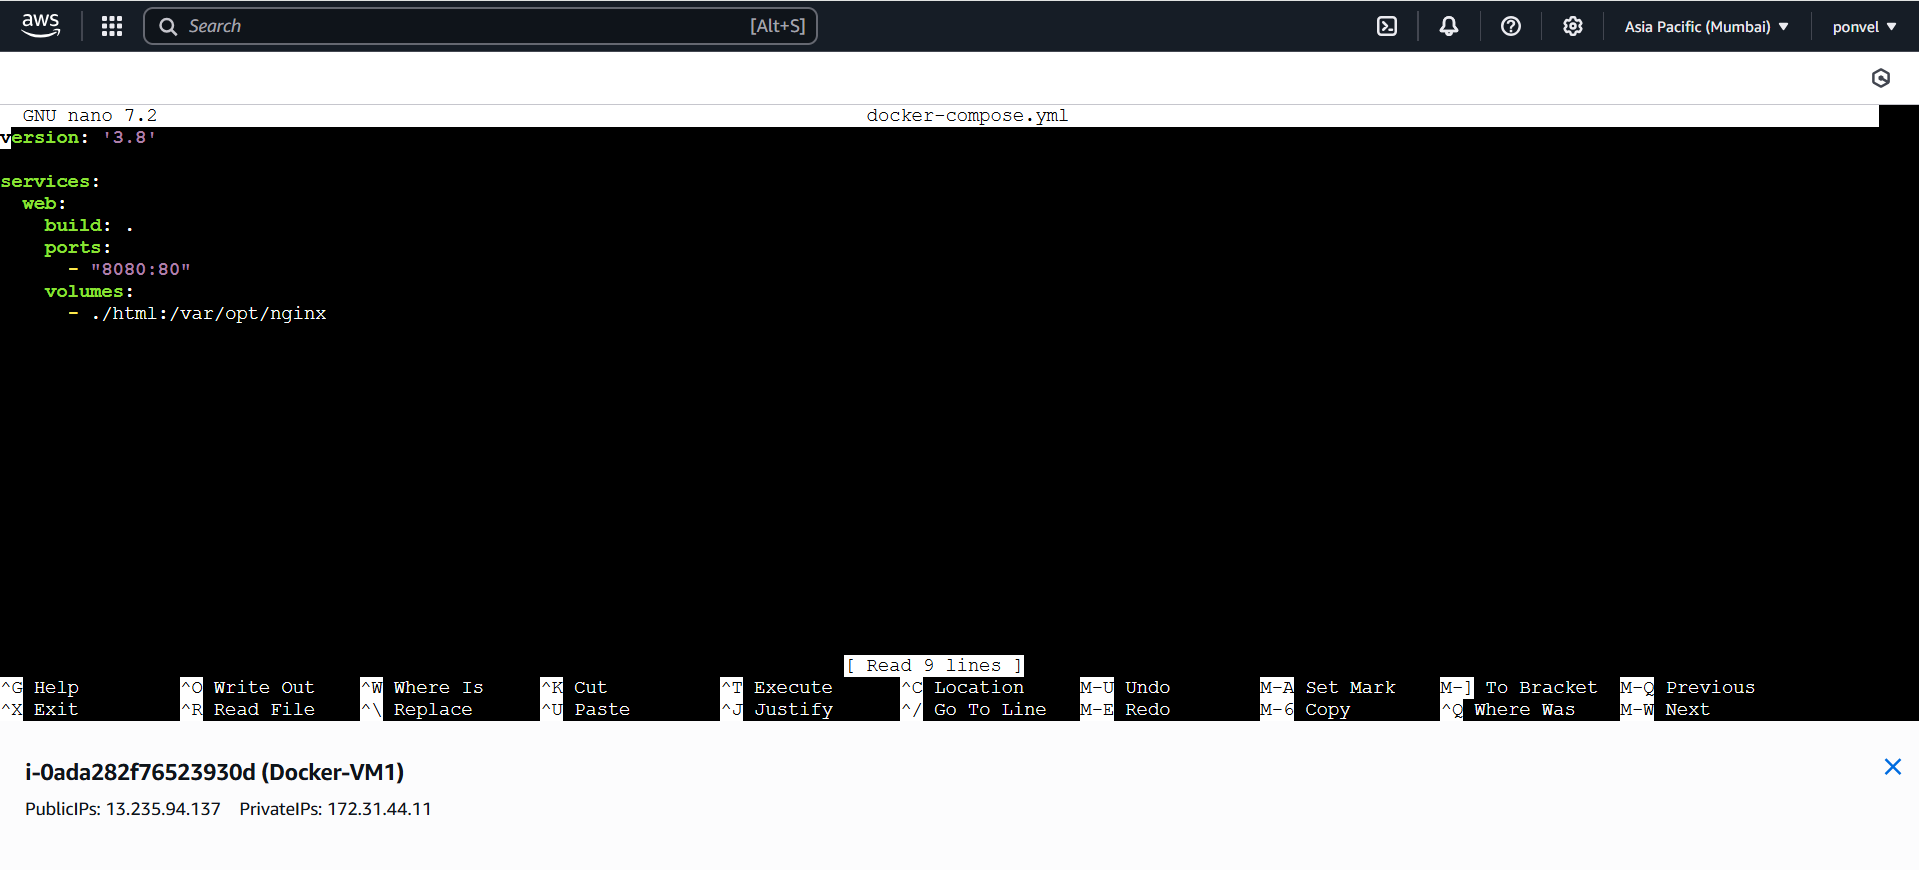 aws
Search [Alt+S]
Asia Pacific (Mumbai)
ponvel
GNU nano 7.2 docker-compose.yml
version: '3.8'
services:
web:
build: .
ports:
- "8080:80"
volumes:
- ./html:/var/opt/nginx
[ Read 9 lines ]
^G Help ^O Write Out ^W Where Is ^K Cut ^T Execute ^C Location M-U Undo M-A Set Mark M-] To Bracket M-Q Previous
^X Exit ^R Read File ^\ Replace ^U Paste ^J Justify ^/ Go To Line M-E Redo M-6 Copy ^Q Where Was M-W Next
i-0ada282f76523930d (Docker-VM1)
PublicIPs: 13.235.94.137 PrivateIPs: 172.31.44.11